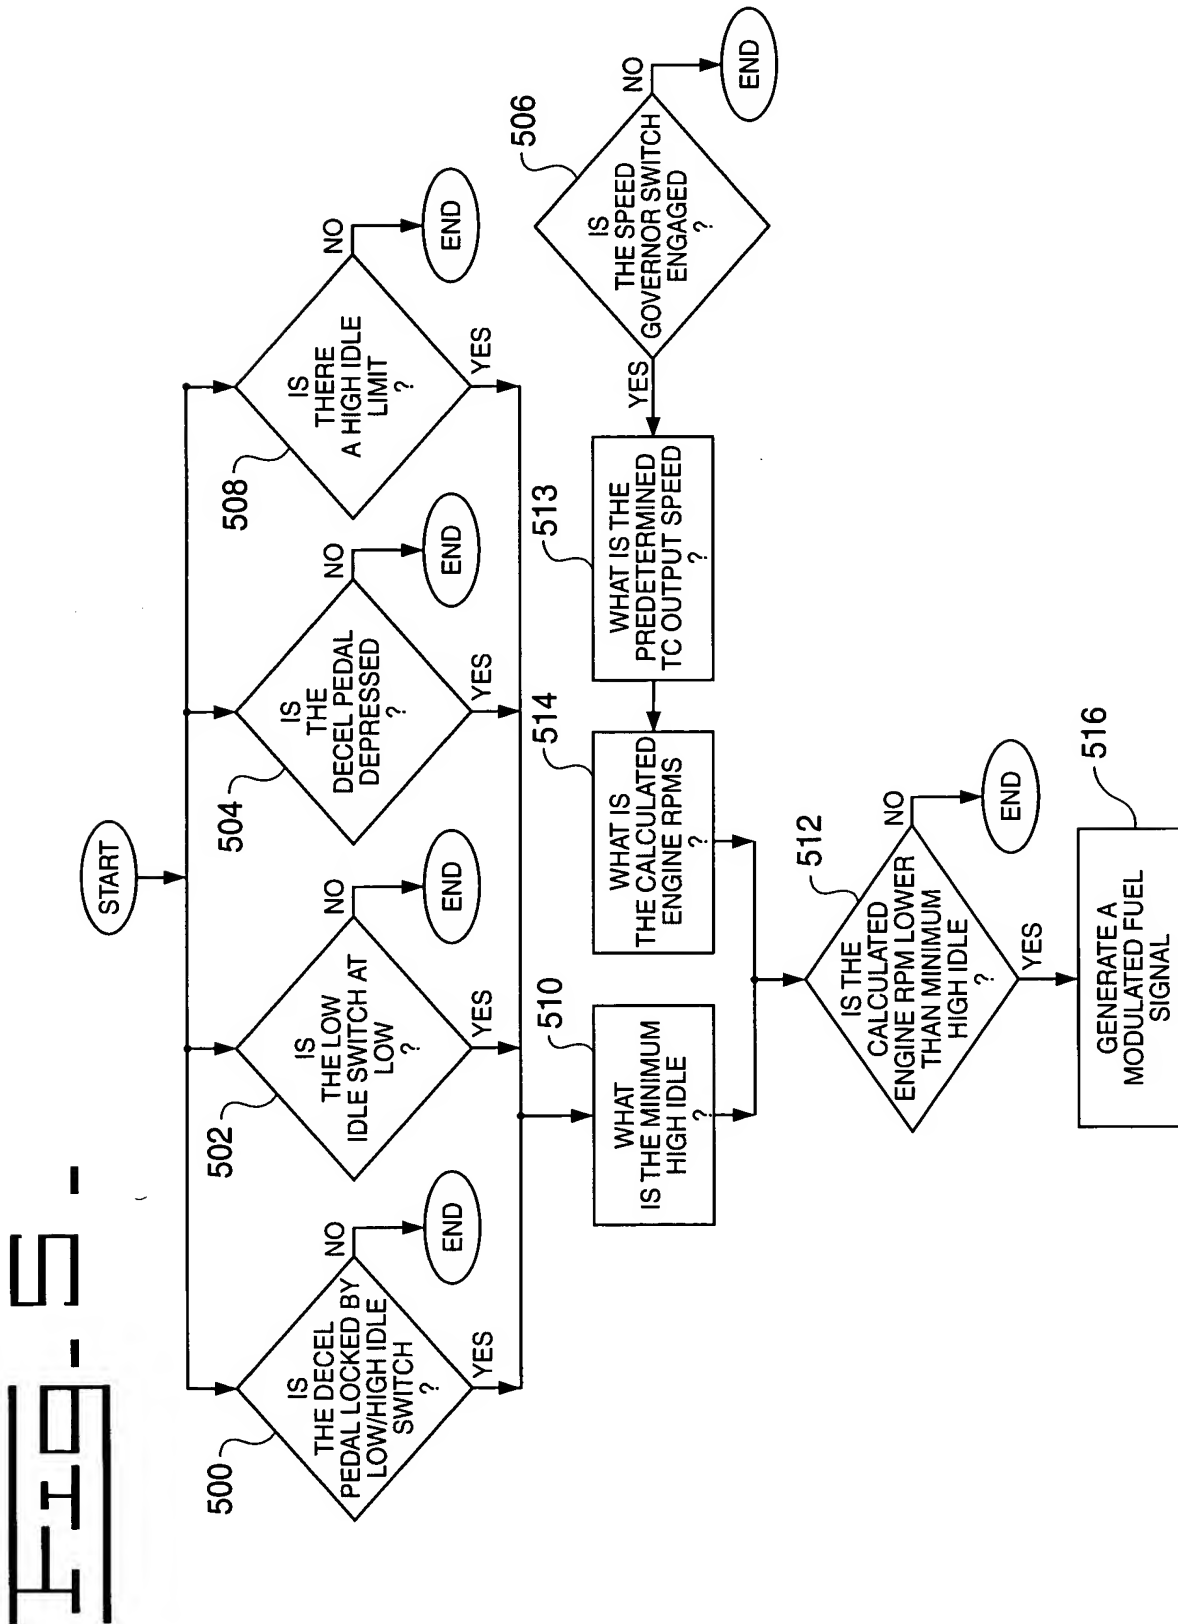 Fig-5-
START
500
IS
THE DECEL
PEDAL LOCKED BY
LOW/HIGH IDLE
SWITCH
?
NO
END
YES
502
IS
THE LOW
IDLE SWITCH AT
LOW
?
NO
END
YES
504
IS
THE
DECEL PEDAL
DEPRESSED
?
NO
END
YES
508
IS
THERE
A HIGH IDLE
LIMIT
?
NO
END
YES
506
IS
THE SPEED
GOVERNOR SWITCH
ENGAGED
?
NO
END
YES
510
WHAT
IS THE MINIMUM
HIGH IDLE
?
514
WHAT IS
THE CALCULATED
ENGINE RPMS
?
513
WHAT IS THE
PREDETERMINED
TC OUTPUT SPEED
?
512
IS THE
CALCULATED
ENGINE RPM LOWER
THAN MINIMUM
HIGH IDLE
?
NO
END
YES
516
GENERATE A
MODULATED FUEL
SIGNAL